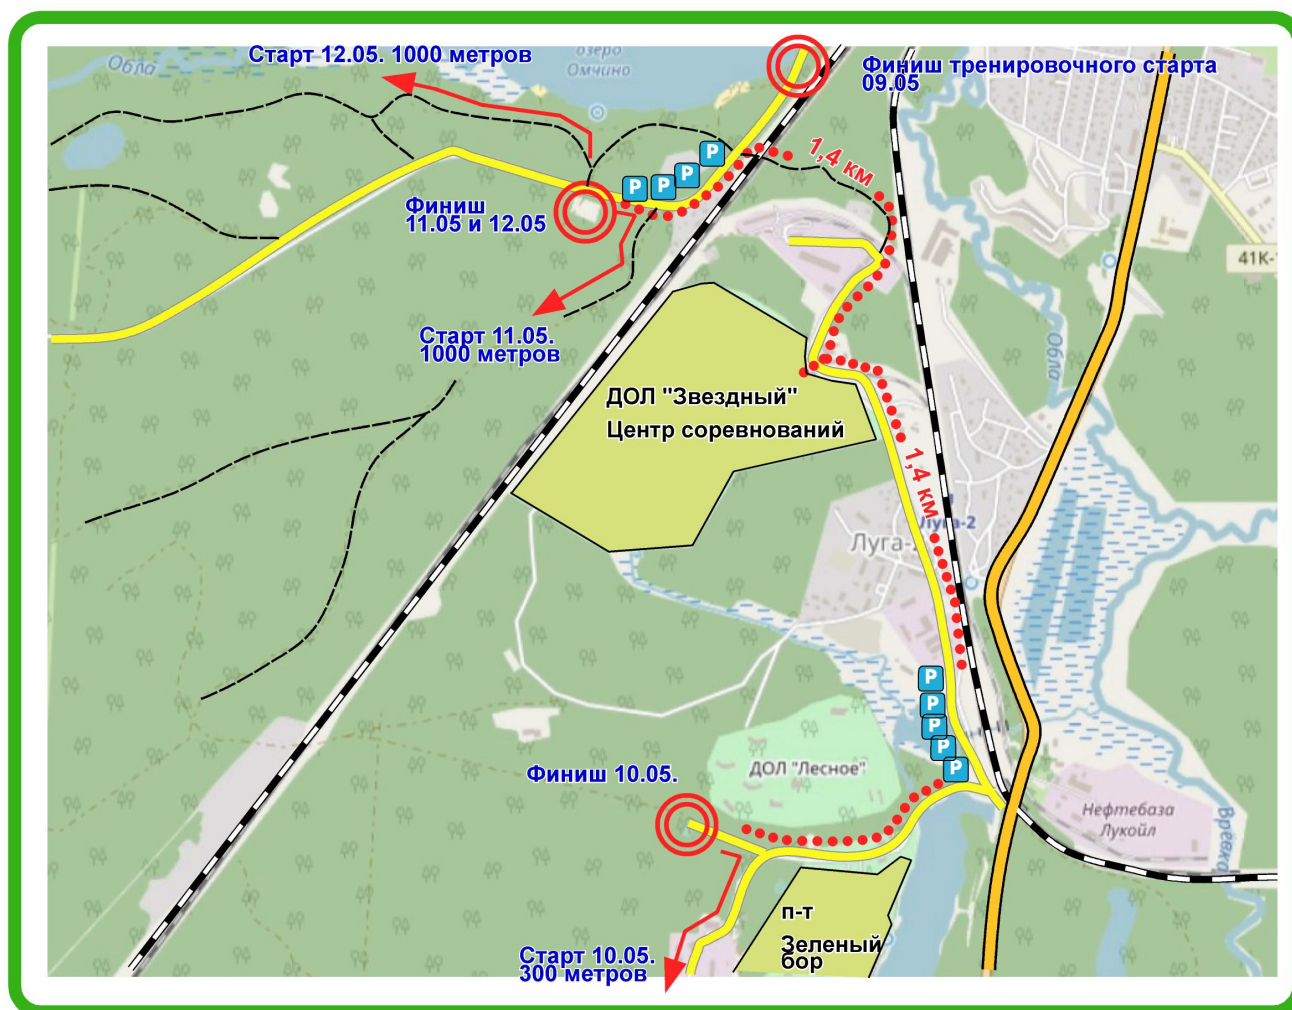 Старт 12.05. 1000 метров
озеро
Омчино
Обла
Финиш тренировочного старта
09.05
P
P
P
P
1,4 км
Финиш
11.05 и 12.05
41К-
Старт 11.05.
1000 метров
Обла
ДОЛ "Звездный"
Центр соревнований
1,4 км
Луга-2
Луга-2
P
P
P
P
P
ДОЛ "Лесное"
Финиш 10.05.
Нефтебаза
Лукойл
Врёвка
п-т
Зеленый
бор
Старт 10.05.
300 метров